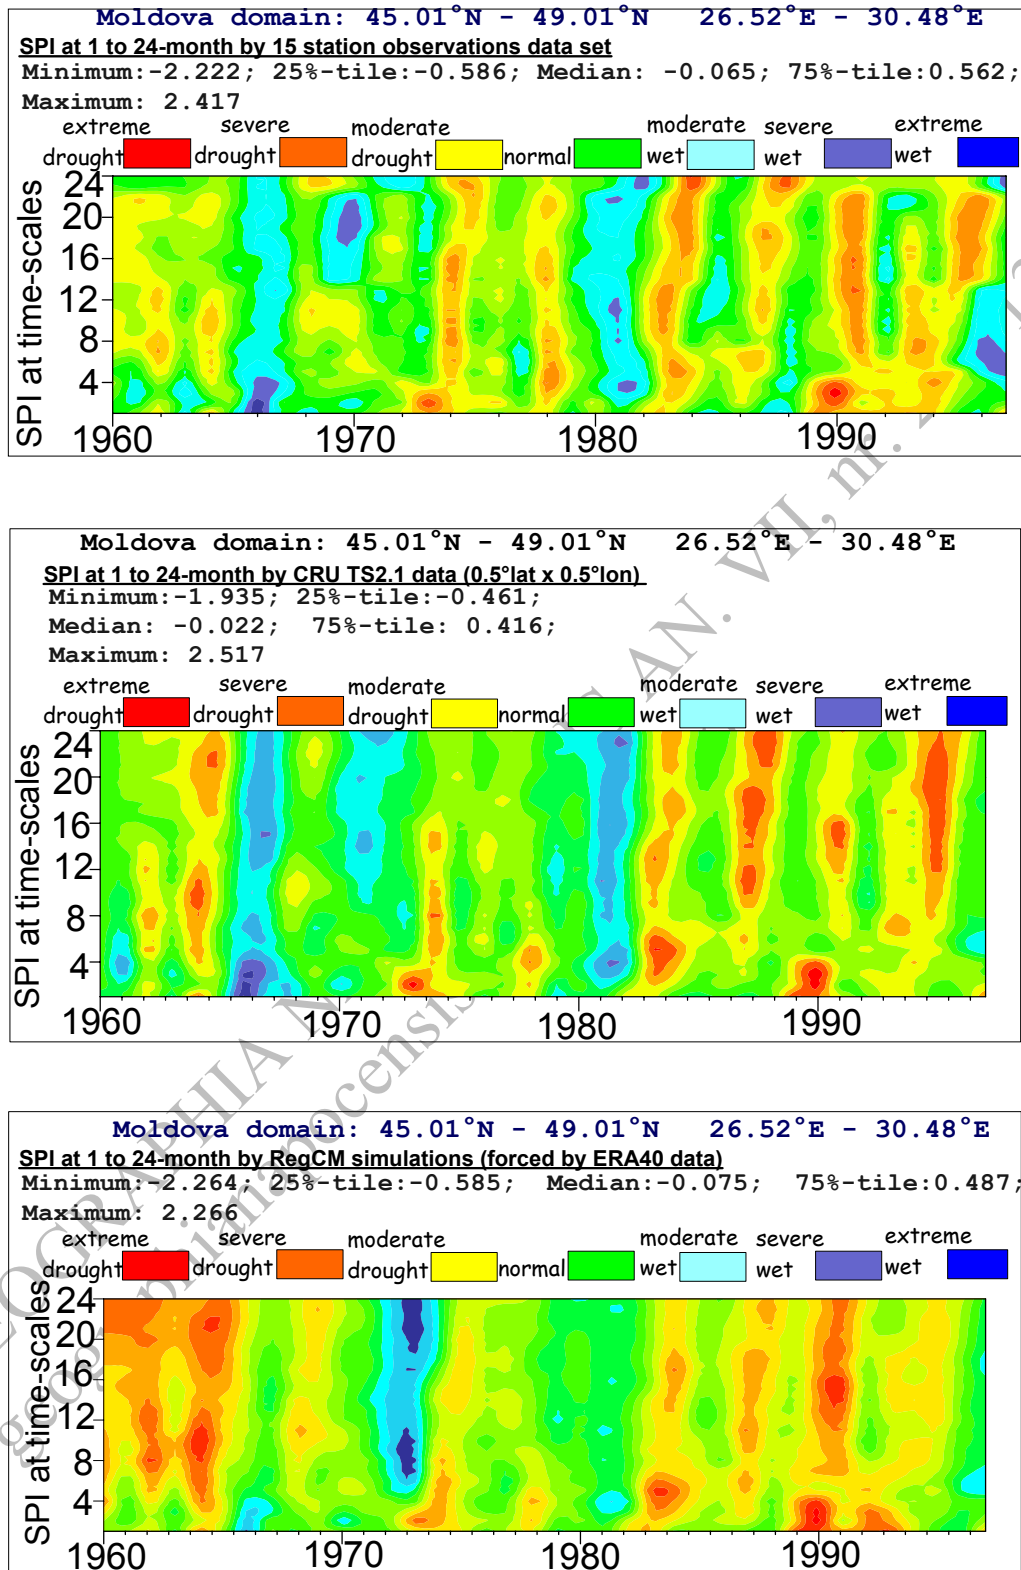 Moldova domain: 45.01°N - 49.01°N 26.52°E - 30.48°E
SPI at 1 to 24-month by 15 station observations data set
Minimum:-2.222; 25%-tile:-0.586; Median: -0.065; 75%-tile:0.562;
Maximum: 2.417
extreme drought severe drought moderate drought normal moderate wet severe wet extreme wet
SPI at time-scales
24
20
16
12
8
4
1960 1970 1980 1990
Moldova domain: 45.01°N - 49.01°N 26.52°E - 30.48°E
SPI at 1 to 24-month by CRU TS2.1 data (0.5°lat x 0.5°lon)
Minimum:-1.935; 25%-tile:-0.461;
Median: -0.022; 75%-tile: 0.416;
Maximum: 2.517
extreme drought severe drought moderate drought normal moderate wet severe wet extreme wet
SPI at time-scales
24
20
16
12
8
4
1960 1970 1980 1990
Moldova domain: 45.01°N - 49.01°N 26.52°E - 30.48°E
SPI at 1 to 24-month by RegCM simulations (forced by ERA40 data)
Minimum:-2.264; 25%-tile:-0.585; Median:-0.075; 75%-tile:0.487;
Maximum: 2.266
extreme drought severe drought moderate drought normal moderate wet severe wet extreme wet
SPI at time-scales
24
20
16
12
8
4
1960 1970 1980 1990
AN. VII, nr.